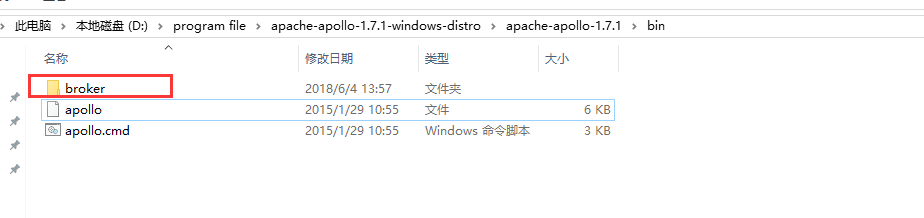 此电脑 > 本地磁盘 (D:) > program file > apache-apollo-1.7.1-windows-distro > apache-apollo-1.7.1 > bin
名称 修改日期 类型 大小
broker 2018/6/4 13:57 文件夹
apollo 2015/1/29 10:55 文件 6 KB
apollo.cmd 2015/1/29 10:55 Windows 命令脚本 3 KB